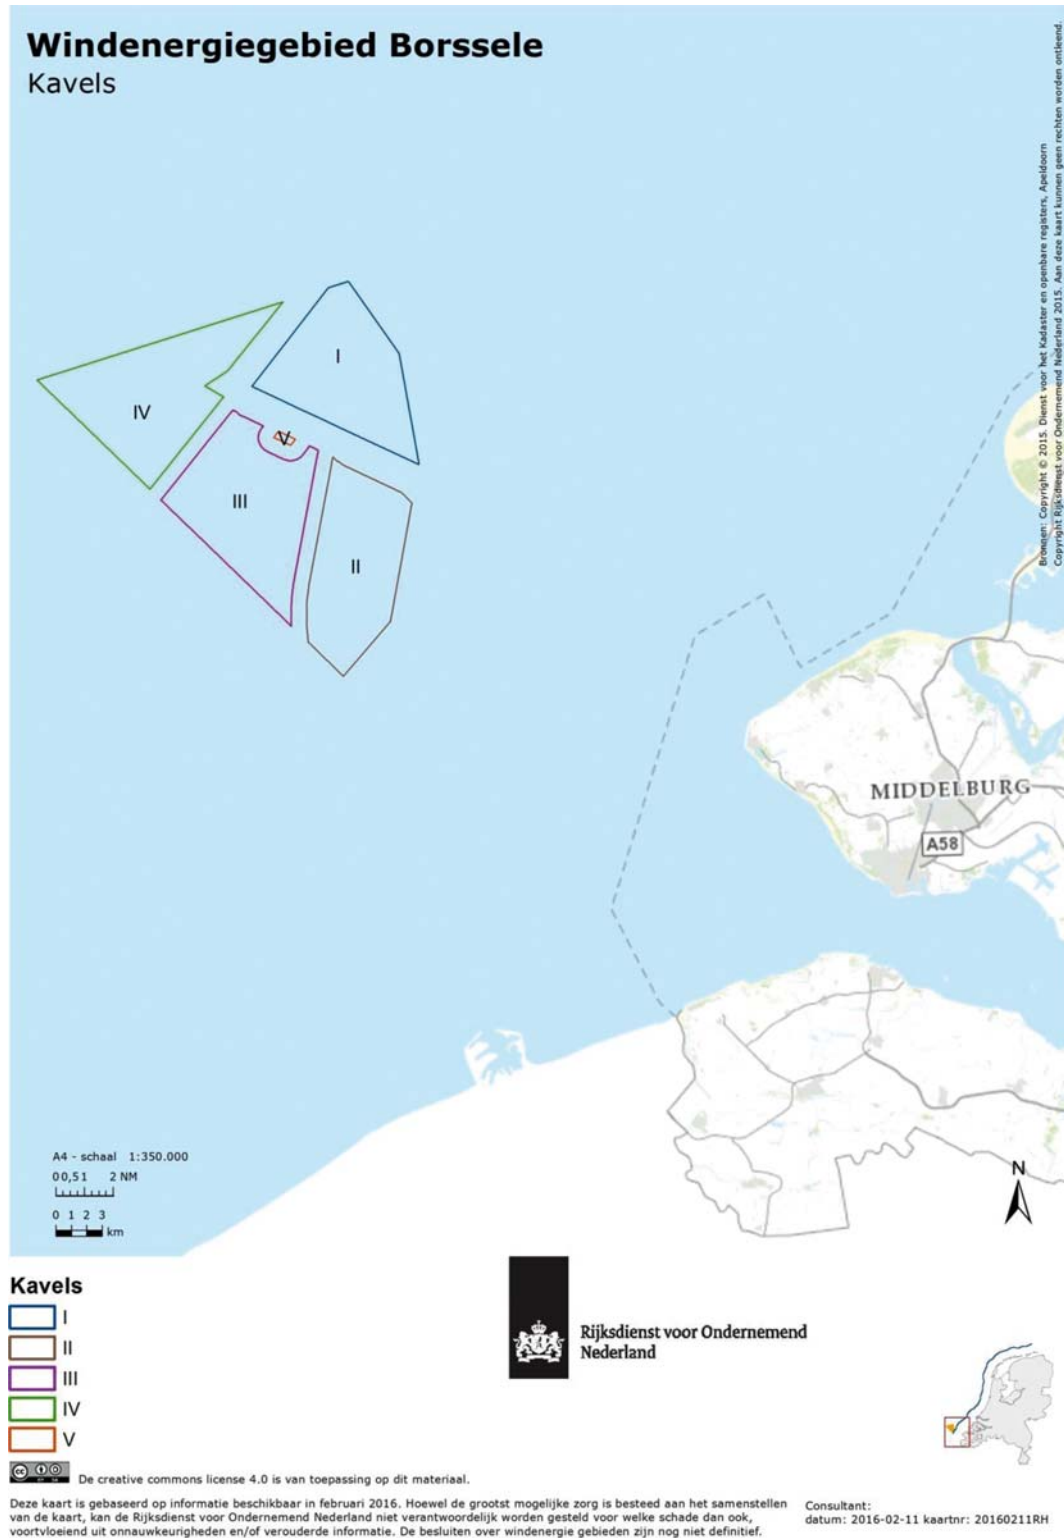 Windenergiegebied Borssele
Kavels
Bronnen: Copyright © 2015. Dienst voor het Kadaster en openbare registers, Apeldoorn
Copyright Rijksdienst voor Ondernemend Nederland 2015. Aan deze kaart kunnen geen rechten worden ontleend.
I
IV
V
III
II
MIDDELBURG
A58
A4 - schaal 1:350.000
0 0,5 1 2 NM
0 1 2 3
km
N
Kavels
I
II
III
IV
V
Rijksdienst voor Ondernemend
Nederland
cc
De creative commons license 4.0 is van toepassing op dit materiaal.
Deze kaart is gebaseerd op informatie beschikbaar in februari 2016. Hoewel de grootst mogelijke zorg is besteed aan het samenstellen
van de kaart, kan de Rijksdienst voor Ondernemend Nederland niet verantwoordelijk worden gesteld voor welke schade dan ook,
voortvloeiend uit onnauwkeurigheden en/of verouderde informatie. De besluiten over windenergie gebieden zijn nog niet definitief.
Consultant:
datum: 2016-02-11 kaartnr: 20160211RH